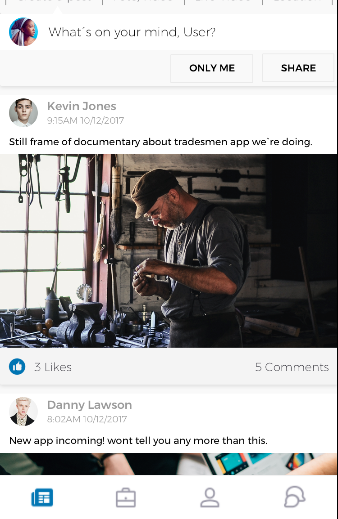 What´s on your mind, User?
ONLY ME
SHARE
Kevin Jones
9:15AM 10/12/2017
Still frame of documentary about tradesmen app we´re doing.
3 Likes
5 Comments
Danny Lawson
8:02AM 10/12/2017
New app incoming! wont tell you any more than this.